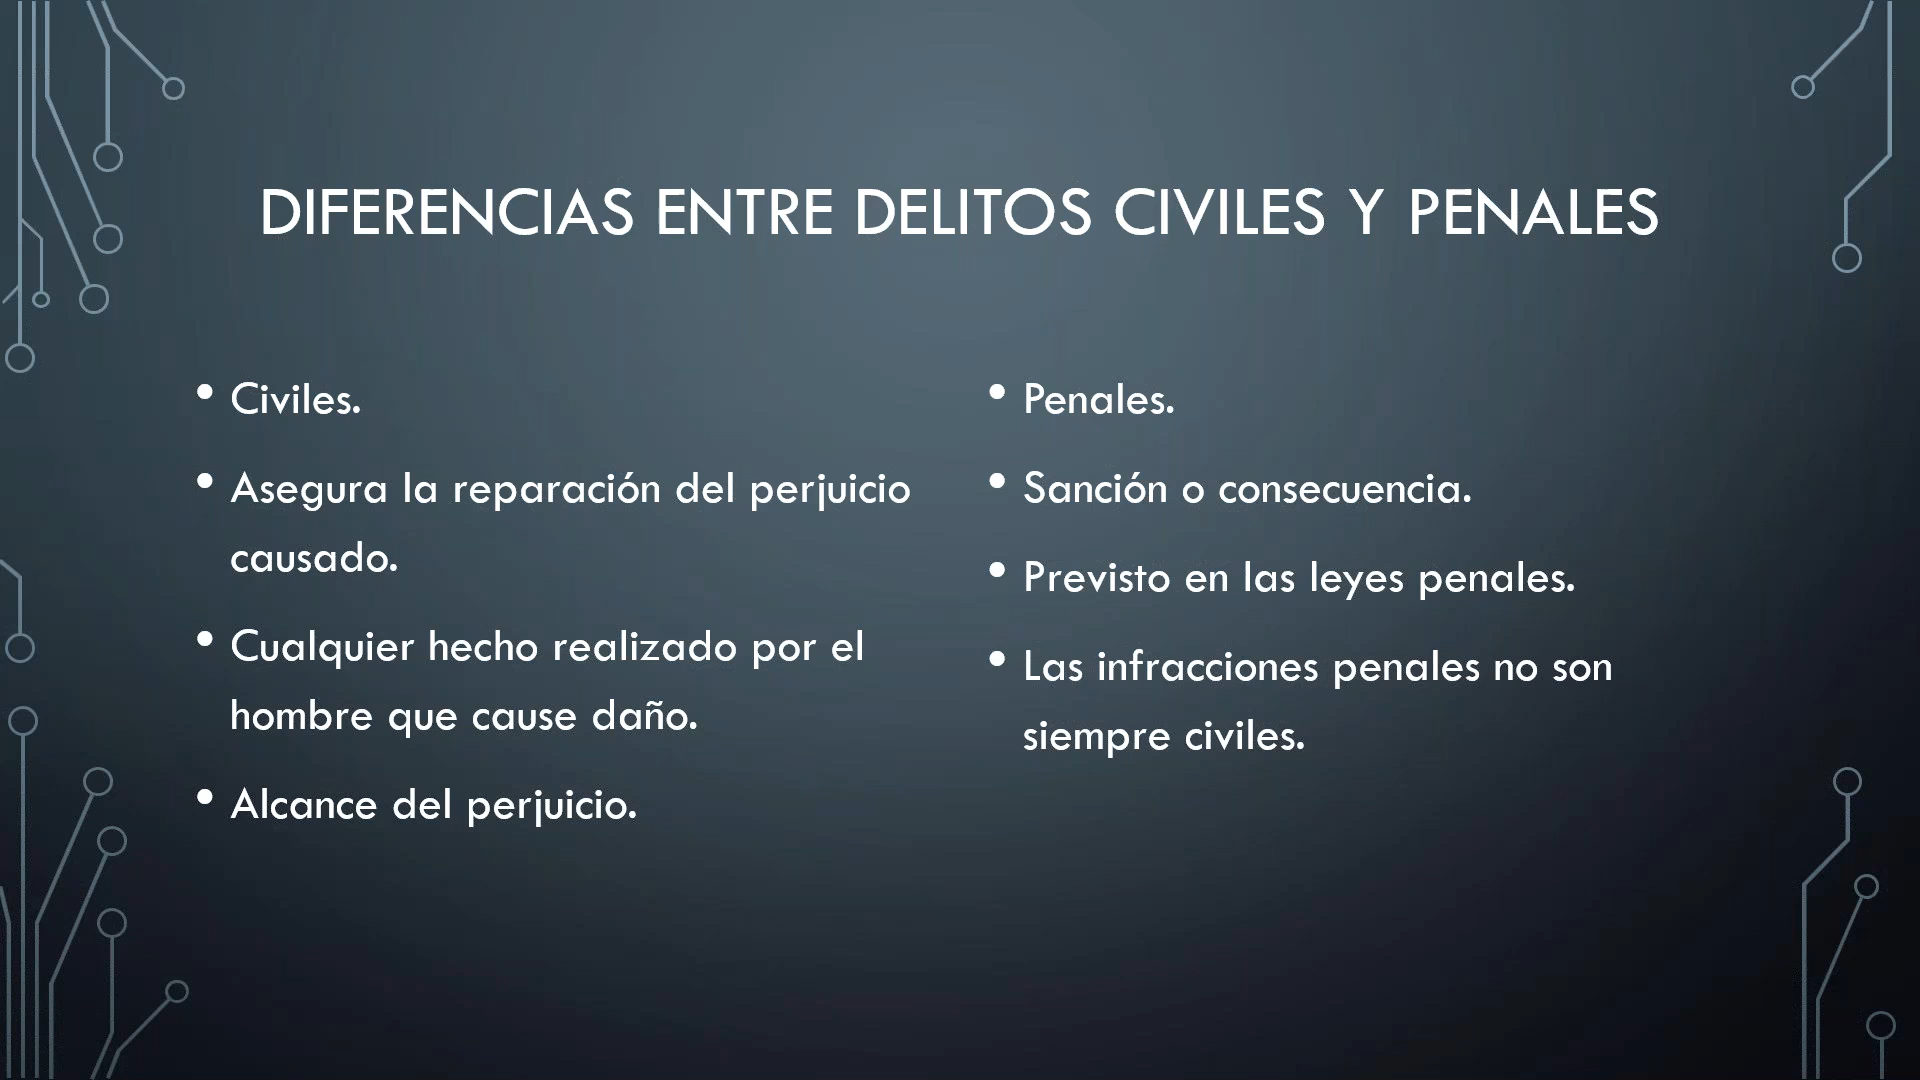 DIFERENCIAS ENTRE DELITOS CIVILES Y PENALES
• Civiles.
• Asegura la reparación del perjuicio
causado.
• Cualquier hecho realizado por el
hombre que cause daño.
• Alcance del perjuicio.
• Penales.
• Sanción o consecuencia.
• Previsto en las leyes penales.
• Las infracciones penales no son
siempre civiles.